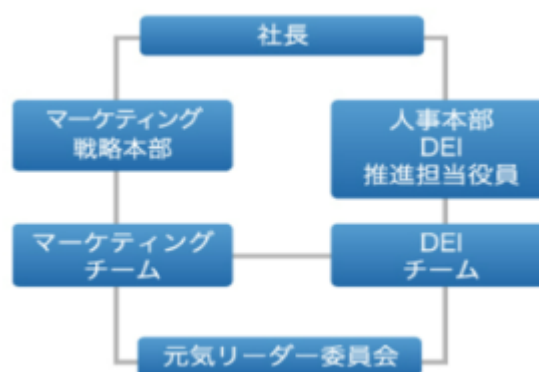 社長
マーケティング
戦略本部
人事本部
DEI
推進担当役員
マーケティング
チーム
DEI
チーム
元気リーダー委員会